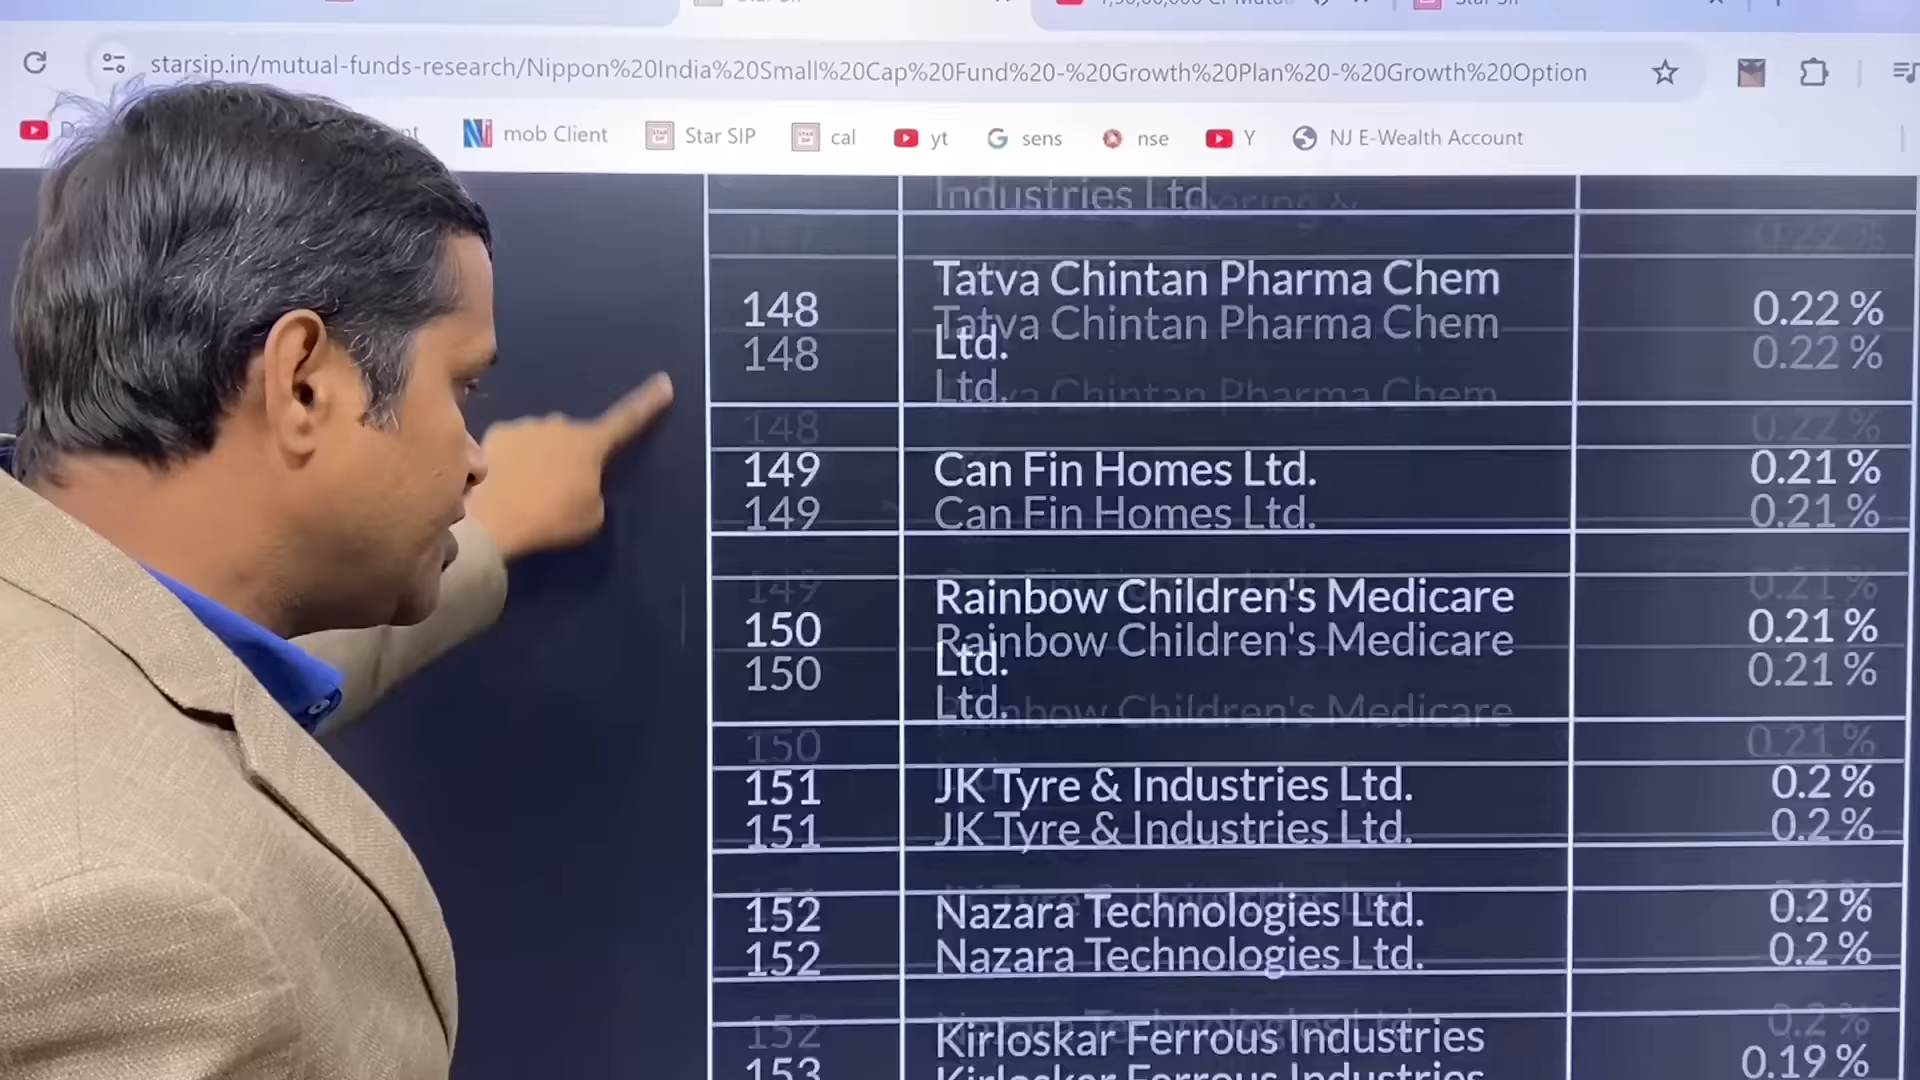 starsip.in/mutual-funds-research/Nippon%20India%20Small%20Cap%20Fund%20-%20Growth%20Plan%20-%20Growth%20Option
mob Client
Star SIP
cal
yt
sens
nse
Y
NJ E-Wealth Account
Industries Ltd.
148 Tatva Chintan Pharma Chem Ltd. 0.22 %
149 Can Fin Homes Ltd. 0.21 %
150 Rainbow Children's Medicare Ltd. 0.21 %
151 JK Tyre & Industries Ltd. 0.2 %
152 Nazara Technologies Ltd. 0.2 %
153 Kirloskar Ferrous Industries 0.19 %